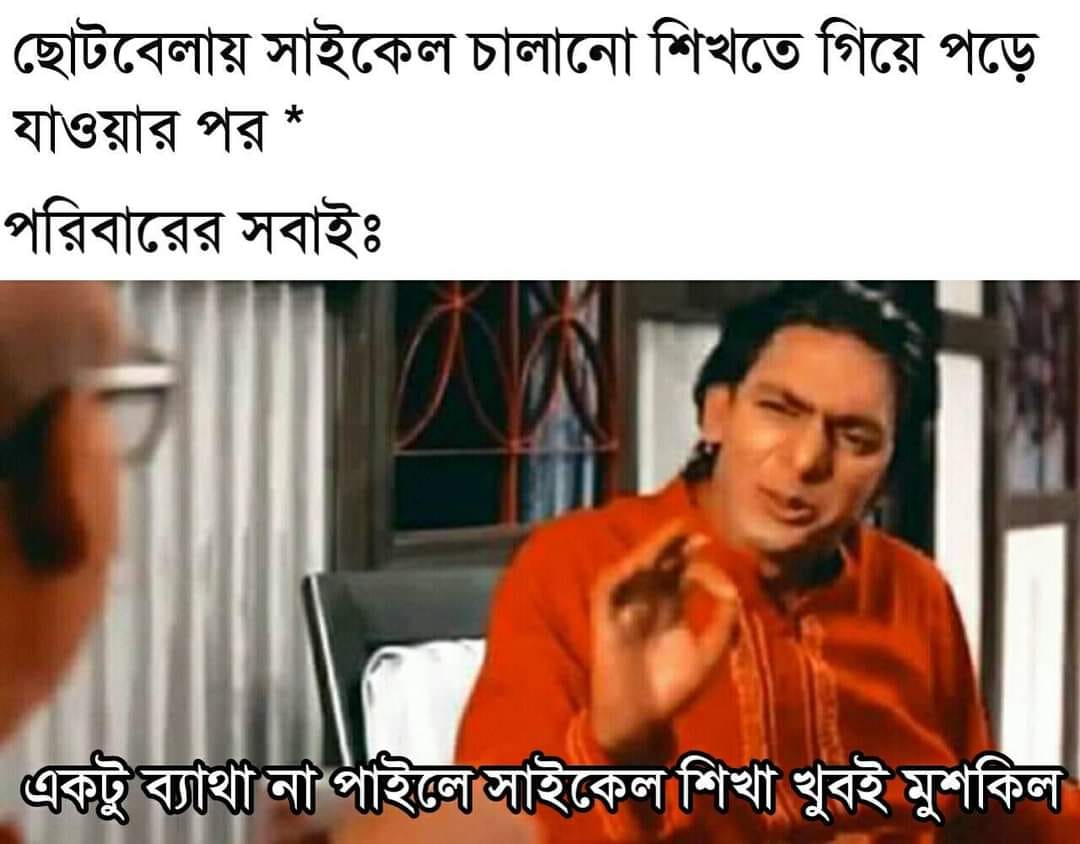 ছোটবেলায় সাইকেল চালানো শিখতে গিয়ে পড়ে
যাওয়ার পর *
পরিবারের সবাইঃ
একটু ব্যাথা না পাইলে সাইকেল শিখা খুবই মুশকিল